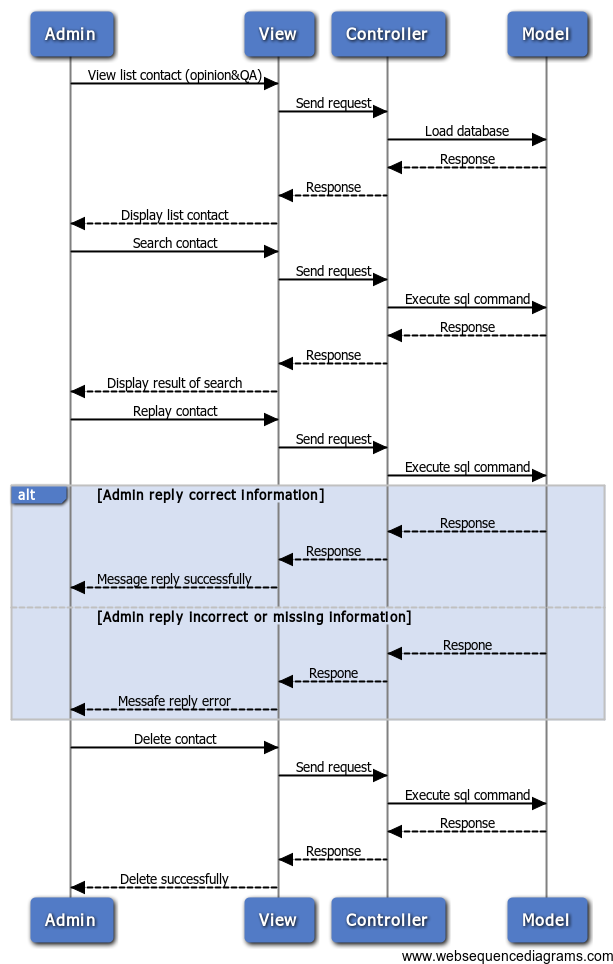 Admin View Controller Model
View list contact (opinion&QA)
Send request
Load database
Response
Response
Display list contact
Search contact
Send request
Execute sql command
Response
Response
Display result of search
Replay contact
Send request
Execute sql command
alt [Admin reply correct information]
Response
Response
Message reply successfully
[Admin reply incorrect or missing information]
Respone
Respone
Messafe reply error
Delete contact
Send request
Execute sql command
Response
Response
Delete successfully
Admin View Controller Model
www.websequencediagrams.com